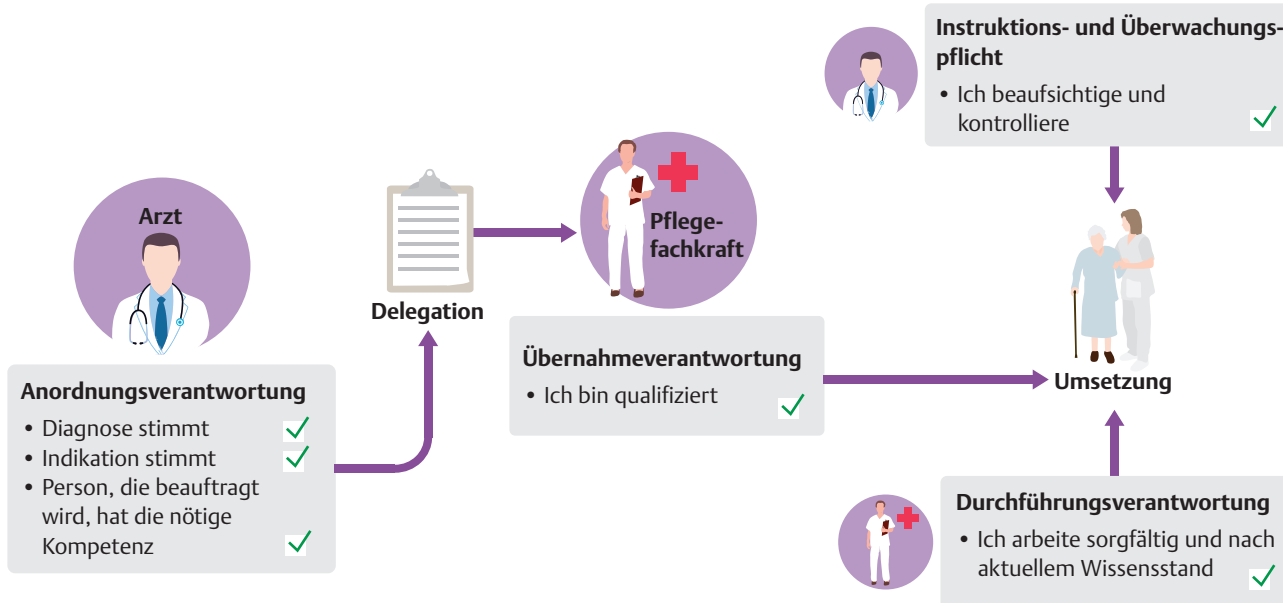 Arzt
Anordnungsverantwortung
• Diagnose stimmt
• Indikation stimmt
• Person, die beauftragt
wird, hat die nötige
Kompetenz
Delegation
Pflege-
fachkraft
Übernahmeverantwortung
• Ich bin qualifiziert
Instruktions- und Überwachungs-
pflicht
• Ich beaufsichtige und
kontrolliere
Umsetzung
Durchführungsverantwortung
• Ich arbeite sorgfältig und nach
aktuellem Wissensstand